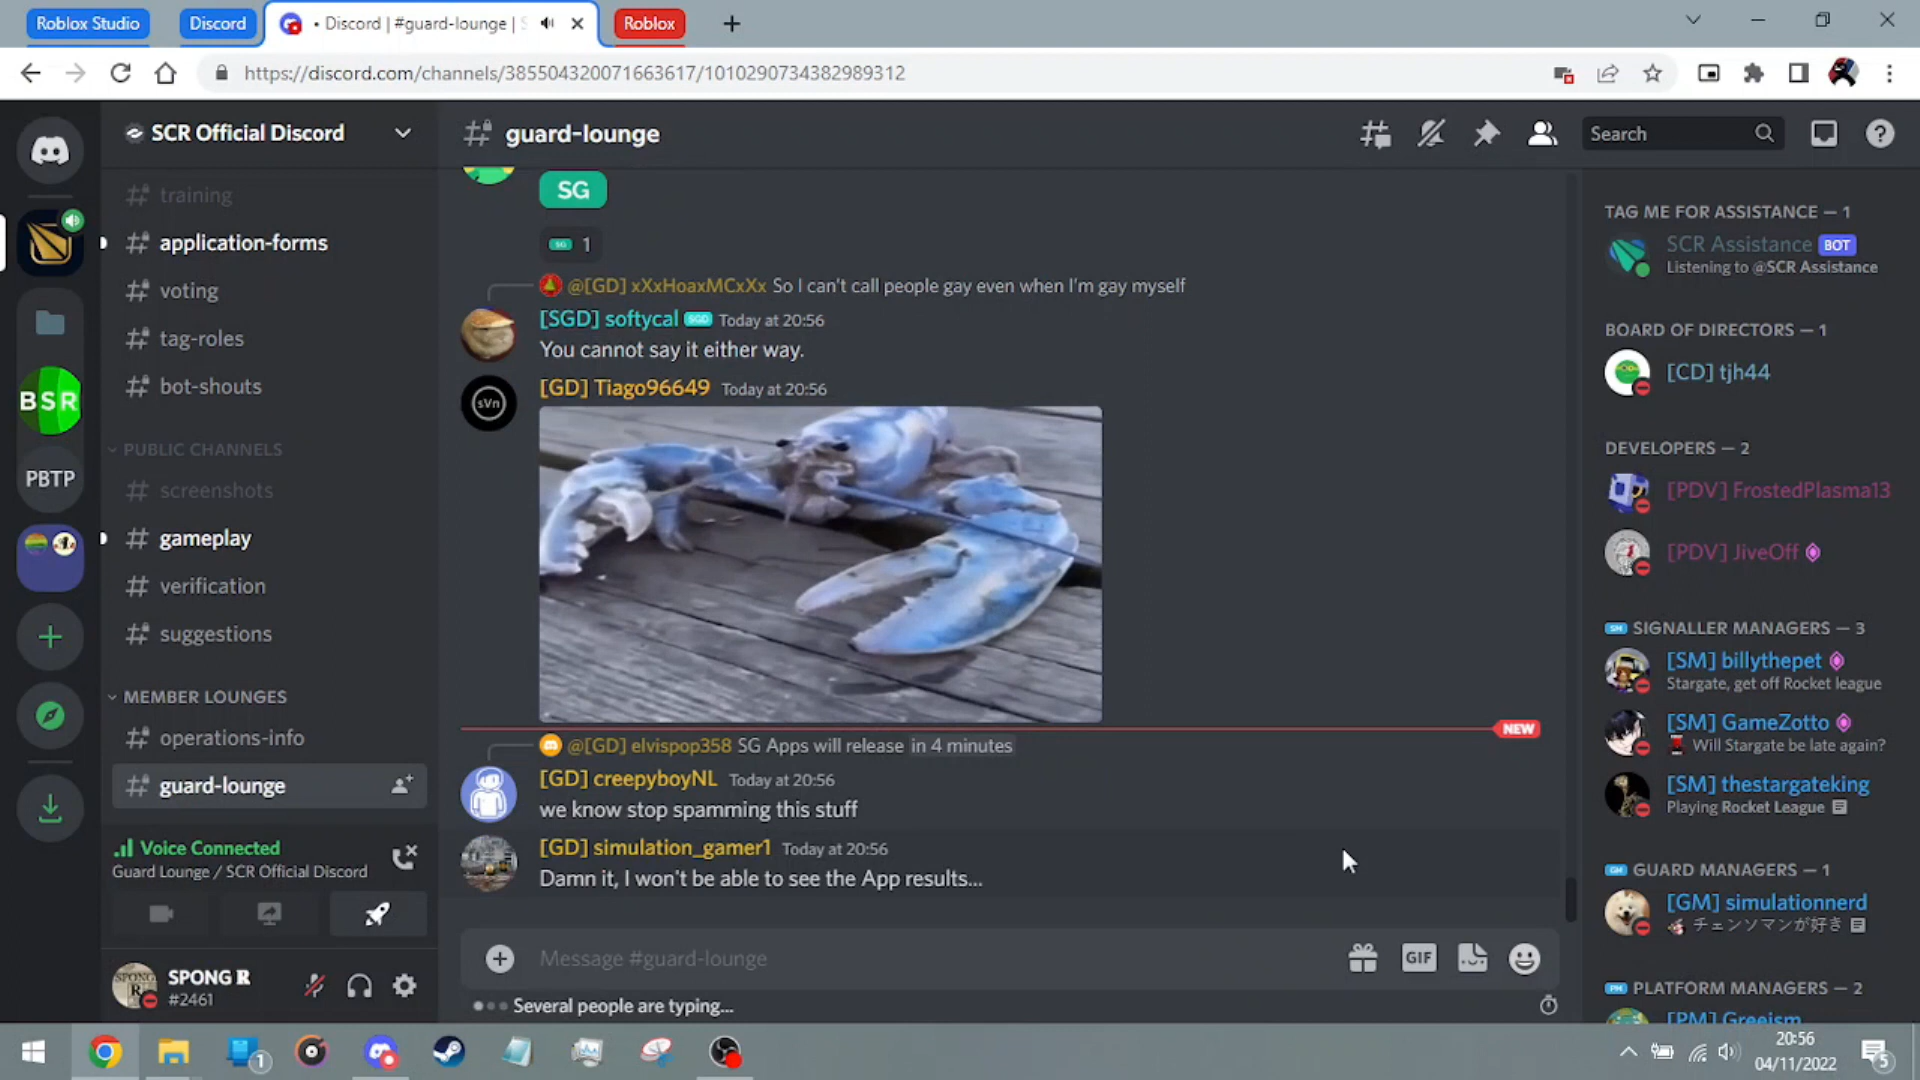 Roblox Studio
Discord
• Discord | #guard-lounge | S
Roblox
https://discord.com/channels/385504320071663617/1010290734382989312
SCR Official Discord
training
application-forms
voting
tag-roles
bot-shouts
PUBLIC CHANNELS
screenshots
gameplay
verification
suggestions
MEMBER LOUNGES
operations-info
guard-lounge
Voice Connected
Guard Lounge / SCR Official Discord
SPONG R
#2461
BSR
PBTP
guard-lounge
Search
SG
SG 1
@[GD] xXxHoaxMCxXx So I can't call people gay even when I'm gay myself
[SGD] softycal SGD Today at 20:56
You cannot say it either way.
sVn
[GD] Tiago96649 Today at 20:56
NEW
@[GD] elvispop358 SG Apps will release in 4 minutes
[GD] creepyboyNL Today at 20:56
we know stop spamming this stuff
[GD] simulation_gamer1 Today at 20:56
Damn it, I won't be able to see the App results...
Message #guard-lounge
GIF
Several people are typing...
TAG ME FOR ASSISTANCE — 1
SCR Assistance BOT
Listening to @SCR Assistance
BOARD OF DIRECTORS — 1
[CD] tjh44
DEVELOPERS — 2
[PDV] FrostedPlasma13
[PDV] JiveOff
SM SIGNALLER MANAGERS — 3
[SM] billythepet
Stargate, get off Rocket league
[SM] GameZotto
Will Stargate be late again?
[SM] thestargateking
Playing Rocket League
GM GUARD MANAGERS — 1
[GM] simulationnerd
チェンソマンが好き
PM PLATFORM MANAGERS — 2
[PM] Greeism
1
20:56
04/11/2022
5